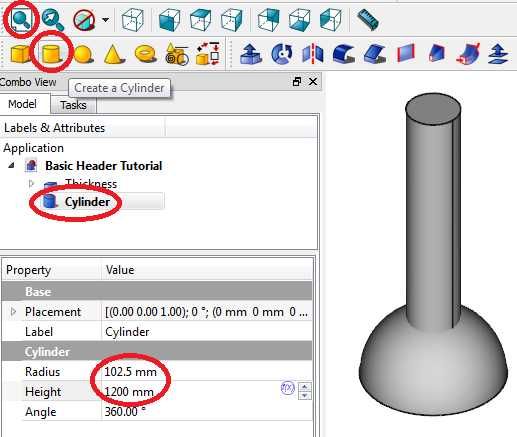 Create a Cylinder
Combo View
Model Tasks
Labels & Attributes
Application
Basic Header Tutorial
Thickness
Cylinder
Property Value
Base
Placement [(0.00 0.00 1.00); 0 °; (0 mm 0 mm 0 ...
Label Cylinder
Cylinder
Radius 102.5 mm
Height 1200 mm f(x)
Angle 360.00 °